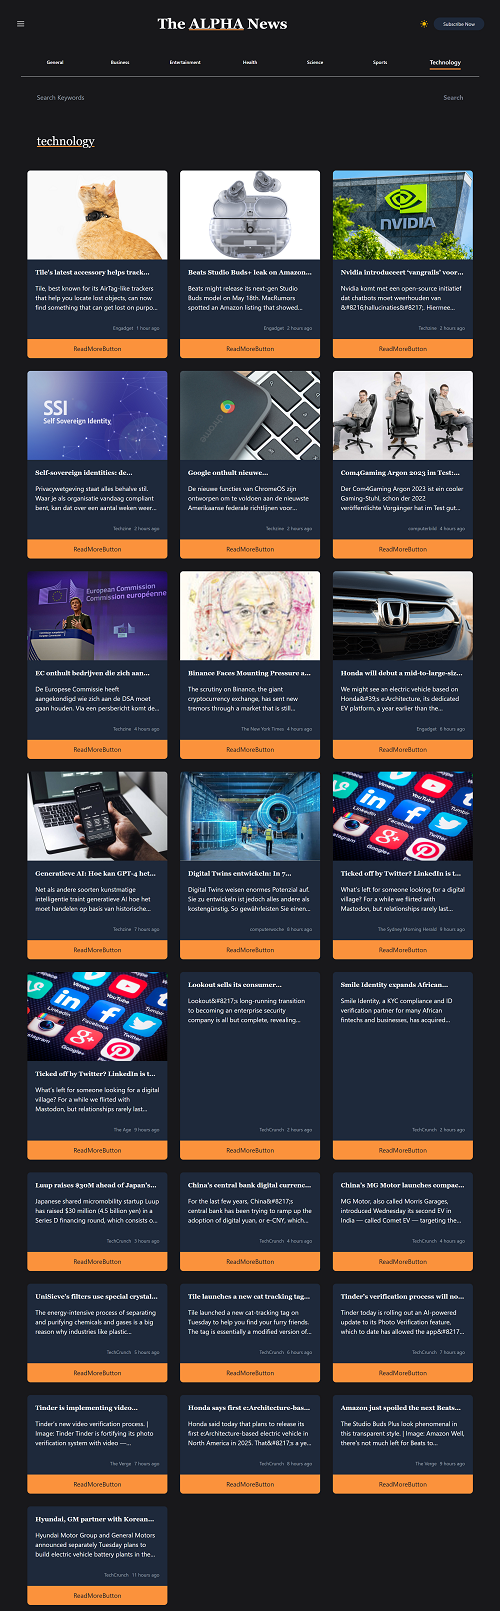 The ALPHA News
Subscribe Now
General
Business
Entertainment
Health
Science
Sports
Technology
Search Keywords
Search
technology
Tile's latest accessory helps track...
Tile, best known for its AirTag-like trackers
that help you locate lost objects, can now
find something that can get lost on purpo...
Engadget 1 hour ago
ReadMoreButton
Beats Studio Buds+ leak on Amazon...
Beats might release its next-gen Studio
Buds model on May 18th. MacRumors
spotted an Amazon listing that showed...
Engadget 2 hours ago
ReadMoreButton
NVIDIA
Nvidia introduceert 'vangrails' voor...
Nvidia komt met een open-source initiatief
dat chatbots moet weerhouden van
&#8216;hallucinaties&#8217;. Hiermee...
Techzine 2 hours ago
ReadMoreButton
SSI
Self Sovereign Identity
Self-sovereign identities: de...
Privacywetgeving staat alles behalve stil.
Waar je als organisatie vandaag compliant
bent, kan dat over een aantal weken weer...
Techzine 2 hours ago
ReadMoreButton
chrome
Google onthult nieuwe...
De nieuwe functies van ChromeOS zijn
ontworpen om te voldoen aan de nieuwste
Amerikaanse federale richtlijnen voor...
Techzine 2 hours ago
ReadMoreButton
Com4Gaming Argon 2023 im Test:...
Der Com4Gaming Argon 2023 ist ein cooler
Gaming-Stuhl, schon der 2022
veröffentlichte Vorgänger hat im Test gut...
computerbild 4 hours ago
ReadMoreButton
European Commission
Commission européenne
EC onthult bedrijven die zich aan...
De Europese Commissie heeft
aangekondigd wie zich aan de DSA moet
gaan houden. Via een persbericht komt de...
Techzine 4 hours ago
ReadMoreButton
Binance Faces Mounting Pressure a...
The scrutiny on Binance, the giant
cryptocurrency exchange, has sent new
tremors through a market that is still...
The New York Times 4 hours ago
ReadMoreButton
Honda will debut a mid-to-large-siz...
We might see an electric vehicle based on
Honda&#39;s e:Architecture, its dedicated
EV platform, a year earlier than the...
Engadget 6 hours ago
ReadMoreButton
Generatieve AI: Hoe kan GPT-4 het...
Net als andere soorten kunstmatige
intelligentie traint generatieve AI hoe het
moet handelen op basis van historische...
Techzine 7 hours ago
ReadMoreButton
Digital Twins entwickeln: In 7...
Digital Twins weisen enormes Potenzial auf.
Sie zu entwickeln ist jedoch alles andere als
kostengünstig. So gewährleisten Sie einen...
computerwoche 8 hours ago
ReadMoreButton
Vimeo
YouTube
Tumblr
LinkedIn
Facebook
Instagram
Google+
Pinterest
Ticked off by Twitter? LinkedIn is t...
What's left for someone looking for a digital
village? For a while we flirted with
Mastodon, but relationships rarely last...
The Sydney Morning Herald 9 hours ago
ReadMoreButton
Vimeo
YouTube
Tumblr
LinkedIn
Facebook
Instagram
Google+
Pinterest
Ticked off by Twitter? LinkedIn is t...
What's left for someone looking for a digital
village? For a while we flirted with
Mastodon, but relationships rarely last...
The Age 9 hours ago
ReadMoreButton
Lookout sells its consumer...
Lookout&#8217;s long-running transition
to becoming an enterprise security
company is all but complete, revealing...
TechCrunch 2 hours ago
ReadMoreButton
Smile Identity expands African...
Smile Identity, a KYC compliance and ID
verification partner for many African
fintechs and businesses, has acquired...
TechCrunch 2 hours ago
ReadMoreButton
Luup raises $30M ahead of Japan's...
Japanese shared micromobility startup Luup
has raised $30 million (4.5 billion yen) in a
Series D financing round, which consists o...
TechCrunch 3 hours ago
ReadMoreButton
China's central bank digital currenc...
For the last few years, China&#8217;s
central bank has been trying to ramp up the
adoption of digital yuan, or e-CNY, which...
TechCrunch 4 hours ago
ReadMoreButton
China's MG Motor launches compac...
MG Motor, also called Morris Garages,
introduced Wednesday its second EV in
India — called Comet EV — targeting the...
TechCrunch 4 hours ago
ReadMoreButton
UniSieve's filters use special crystal...
The energy-intensive process of separating
and purifying chemicals and gases is a big
reason why industries like plastic...
TechCrunch 5 hours ago
ReadMoreButton
Tile launches a new cat tracking tag...
Tile launched a new cat-tracking tag on
Tuesday to help you find your furry friends.
The tag is essentially a modified version of...
TechCrunch 6 hours ago
ReadMoreButton
Tinder's verification process will no...
Tinder today is rolling out an AI-powered
update to its Photo Verification feature,
which to date has allowed the app&#8217...
TechCrunch 7 hours ago
ReadMoreButton
Tinder is implementing video...
Tinder's new video verification process. |
Image: Tinder Tinder is fortifying its photo
verification system with video —...
The Verge 7 hours ago
ReadMoreButton
Honda says first e:Architecture-bas...
Honda said today that plans to release its
first e:Architecture-based electric vehicle in
North America in 2025. That&#8217;s a ye...
TechCrunch 8 hours ago
ReadMoreButton
Amazon just spoiled the next Beats...
The Studio Buds Plus look phenomenal in
this transparent style. | Image: Amazon Well,
there's not much left for Beats to...
The Verge 9 hours ago
ReadMoreButton
Hyundai, GM partner with Korean...
Hyundai Motor Group and General Motors
announced separately Tuesday plans to
build electric vehicle battery plants in the...
TechCrunch 11 hours ago
ReadMoreButton